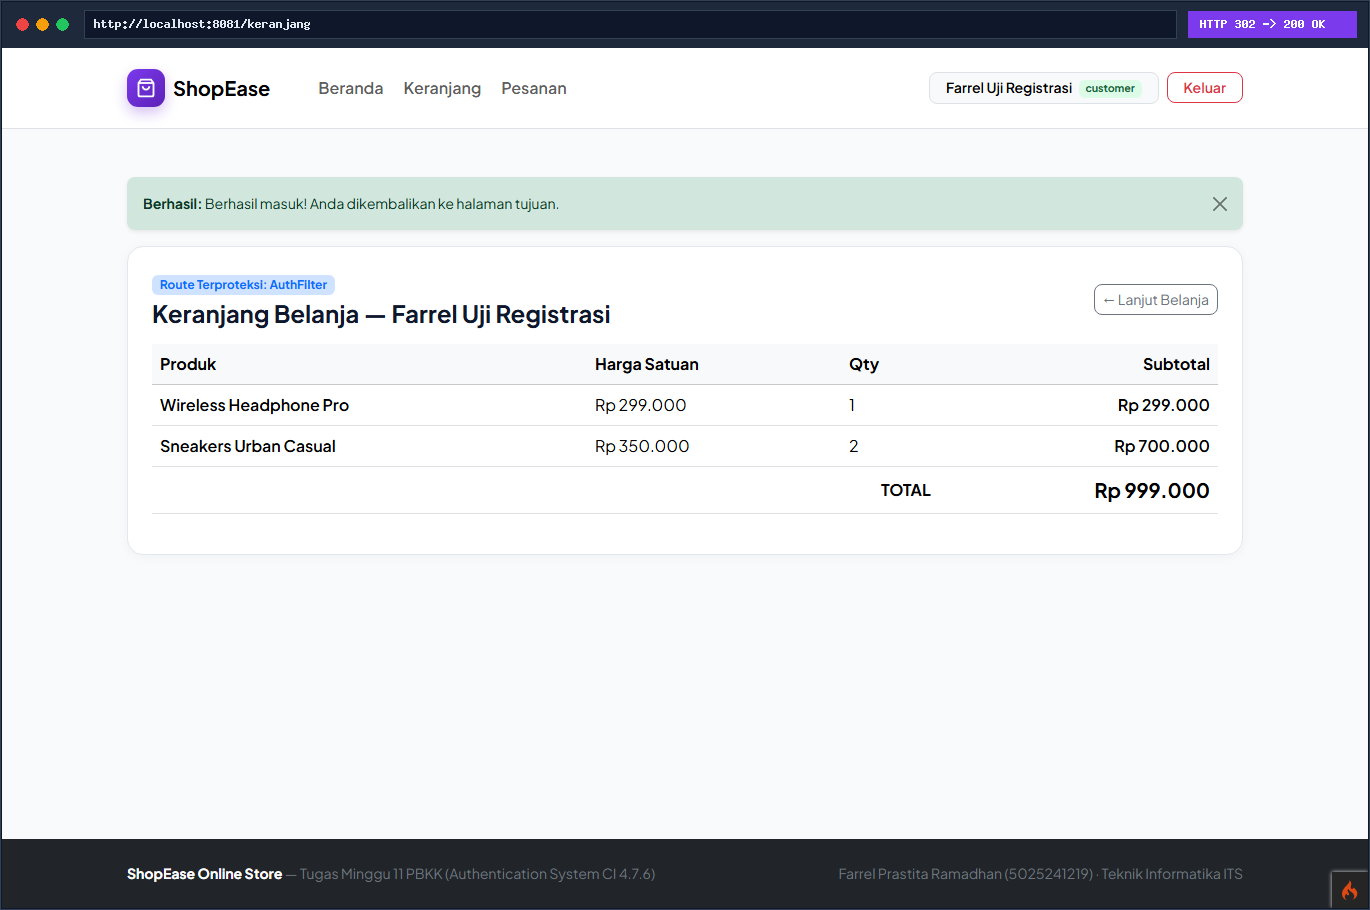 http://localhost:8081/keranjang
HTTP 302 -> 200 OK
ShopEase
Beranda Keranjang Pesanan
Farrel Uji Registrasi customer
Keluar
Berhasil: Berhasil masuk! Anda dikembalikan ke halaman tujuan.
Route Terproteksi: AuthFilter
Keranjang Belanja — Farrel Uji Registrasi
← Lanjut Belanja
Produk Harga Satuan Qty Subtotal
Wireless Headphone Pro Rp 299.000 1 Rp 299.000
Sneakers Urban Casual Rp 350.000 2 Rp 700.000
TOTAL Rp 999.000
ShopEase Online Store — Tugas Minggu 11 PBKK (Authentication System CI 4.7.6)
Farrel Prastita Ramadhan (5025241219) · Teknik Informatika ITS